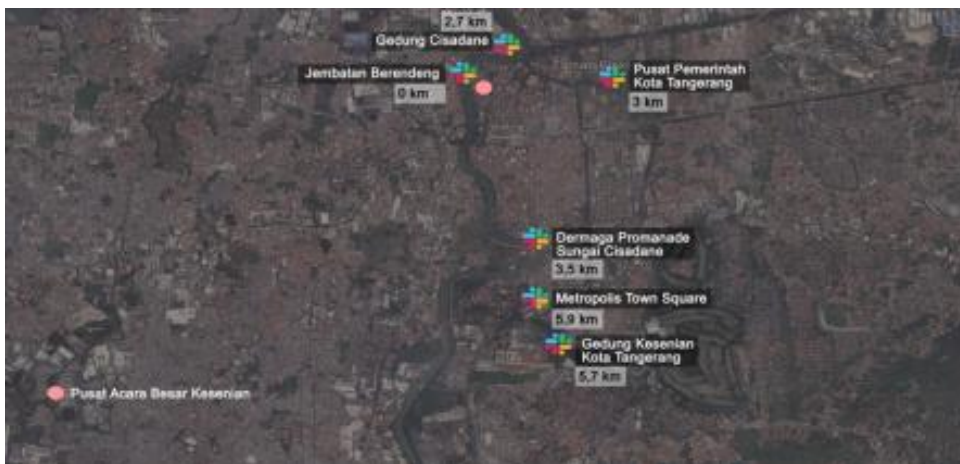 2,7 km
Gedung Cisadane
Jembatan Berendeng
0 km
Pusat Pemerintah
Kota Tangerang
3 km
Dermaga Promanade
Sungai Cisadane
3,5 km
Metropolis Town Square
5,9 km
Gedung Kesenian
Kota Tangerang
5,7 km
Pusat Acara Besar Kesenian